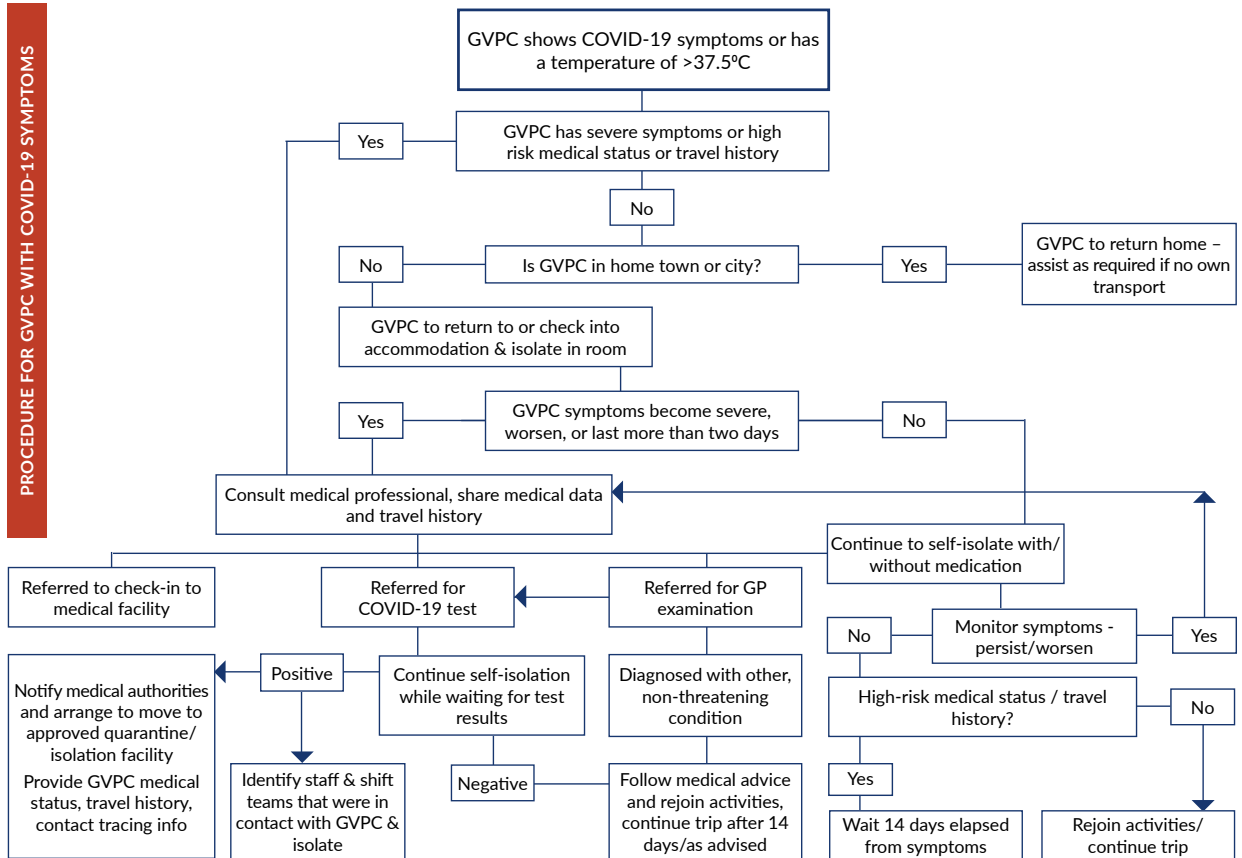 PROCEDURE FOR GVPC WITH COVID-19 SYMPTOMS
GVPC shows COVID-19 symptoms or has
a temperature of >37.5ºC
Yes
GVPC has severe symptoms or high
risk medical status or travel history
No
No
Is GVPC in home town or city?
Yes
GVPC to return home –
assist as required if no own
transport
GVPC to return to or check into
accommodation & isolate in room
Yes
GVPC symptoms become severe,
worsen, or last more than two days
No
Consult medical professional, share medical data
and travel history
Continue to self-isolate with/
without medication
Referred to check-in to
medical facility
Referred for
COVID-19 test
Referred for GP
examination
No
Monitor symptoms -
persist/worsen
Yes
Notify medical authorities
and arrange to move to
approved quarantine/
isolation facility
Provide GVPC medical
status, travel history,
contact tracing info
Positive
Continue self-isolation
while waiting for test
results
Diagnosed with other,
non-threatening
condition
High-risk medical status / travel
history?
No
Identify staff & shift
teams that were in
contact with GVPC &
isolate
Negative
Follow medical advice
and rejoin activities,
continue trip after 14
days/as advised
Yes
Wait 14 days elapsed
from symptoms
Rejoin activities/
continue trip